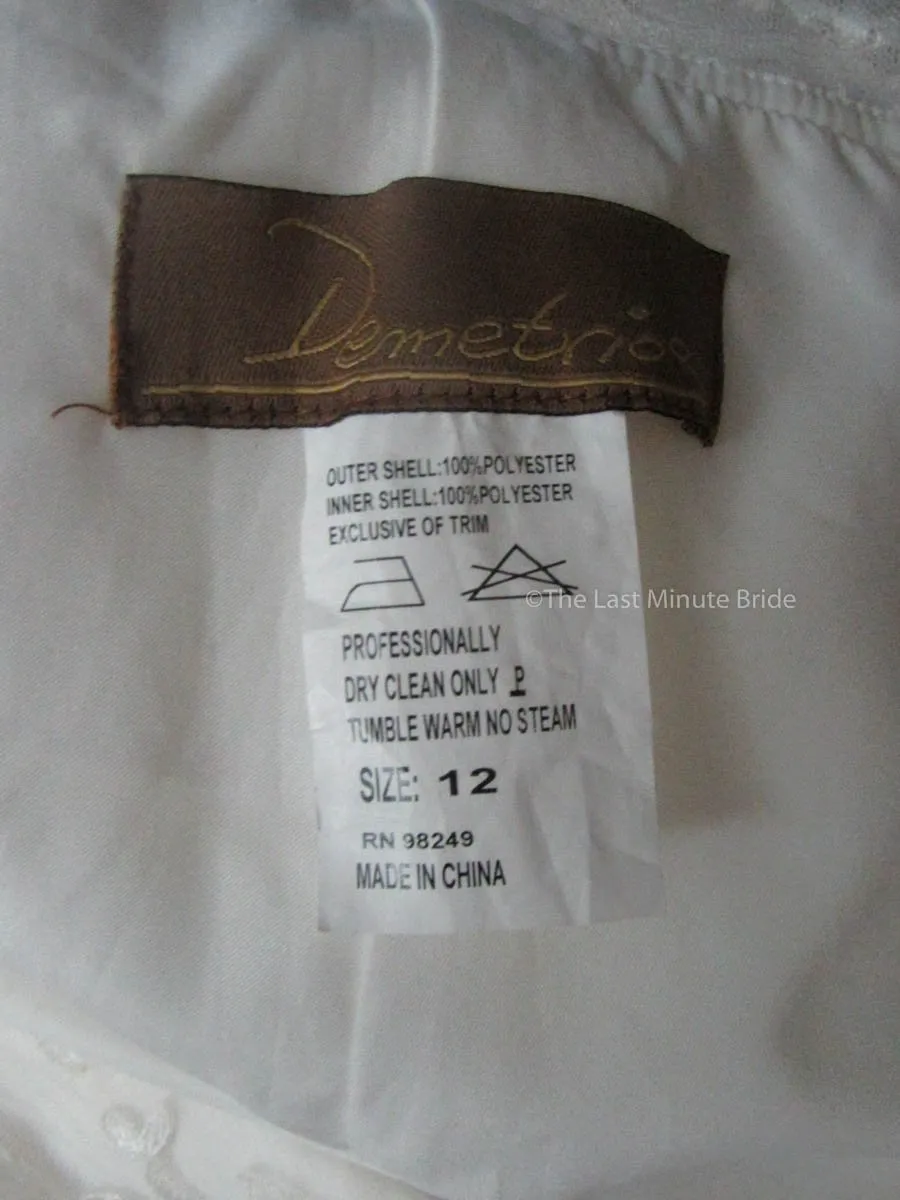 Demetrios
OUTER SHELL:100%POLYESTER
INNER SHELL:100%POLYESTER
EXCLUSIVE OF TRIM
©The Last Minute Bride
PROFESSIONALLY
DRY CLEAN ONLY P
TUMBLE WARM NO STEAM
SIZE: 12
RN 98249
MADE IN CHINA